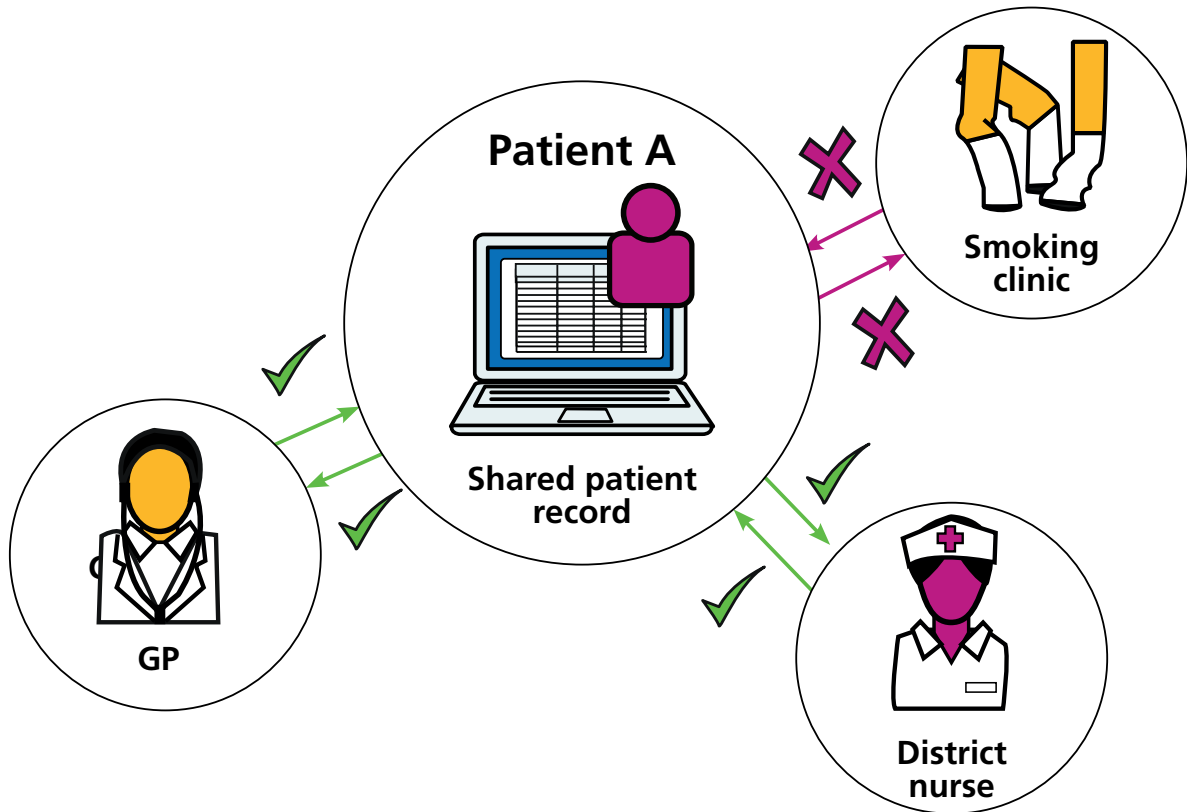 Patient A
Shared patient
record
Smoking
clinic
GP
District
nurse